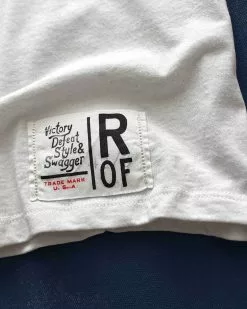 Victory
Defeat
Style &
Swagger
TRADE MARK
U.S.A
R
OF